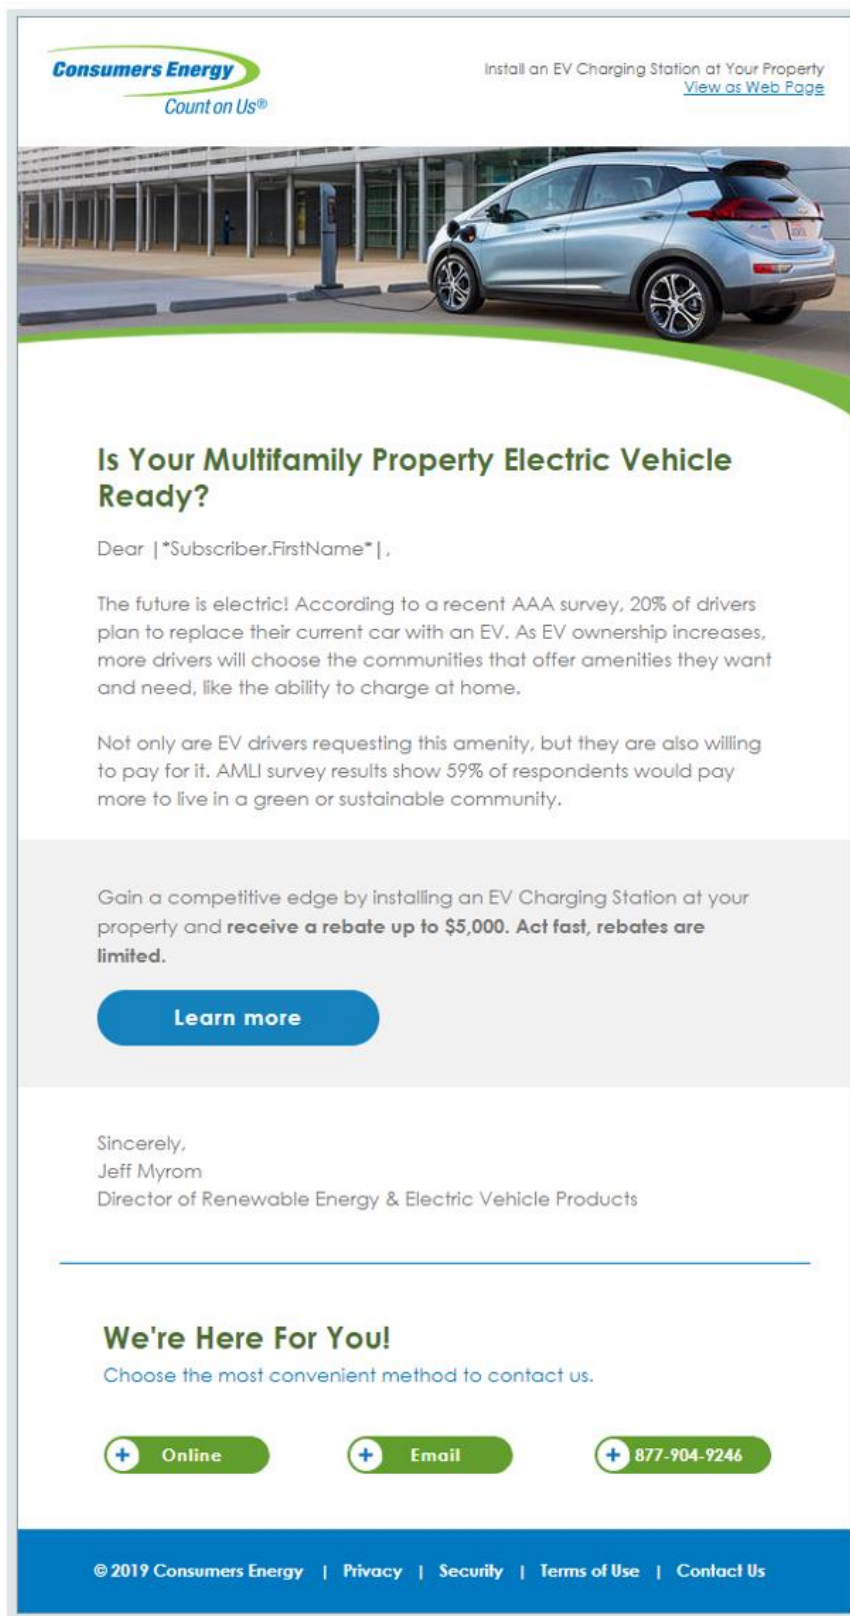 Consumers Energy
Count on Us®
Install an EV Charging Station at Your Property
View as Web Page
Is Your Multifamily Property Electric Vehicle
Ready?
Dear |*Subscriber.FirstName*|,
The future is electric! According to a recent AAA survey, 20% of drivers
plan to replace their current car with an EV. As EV ownership increases,
more drivers will choose the communities that offer amenities they want
and need, like the ability to charge at home.
Not only are EV drivers requesting this amenity, but they are also willing
to pay for it. AMLI survey results show 59% of respondents would pay
more to live in a green or sustainable community.
Gain a competitive edge by installing an EV Charging Station at your
property and receive a rebate up to $5,000. Act fast, rebates are
limited.
Learn more
Sincerely,
Jeff Myrom
Director of Renewable Energy & Electric Vehicle Products
We're Here For You!
Choose the most convenient method to contact us.
+ Online
+ Email
+ 877-904-9246
© 2019 Consumers Energy | Privacy | Security | Terms of Use | Contact Us